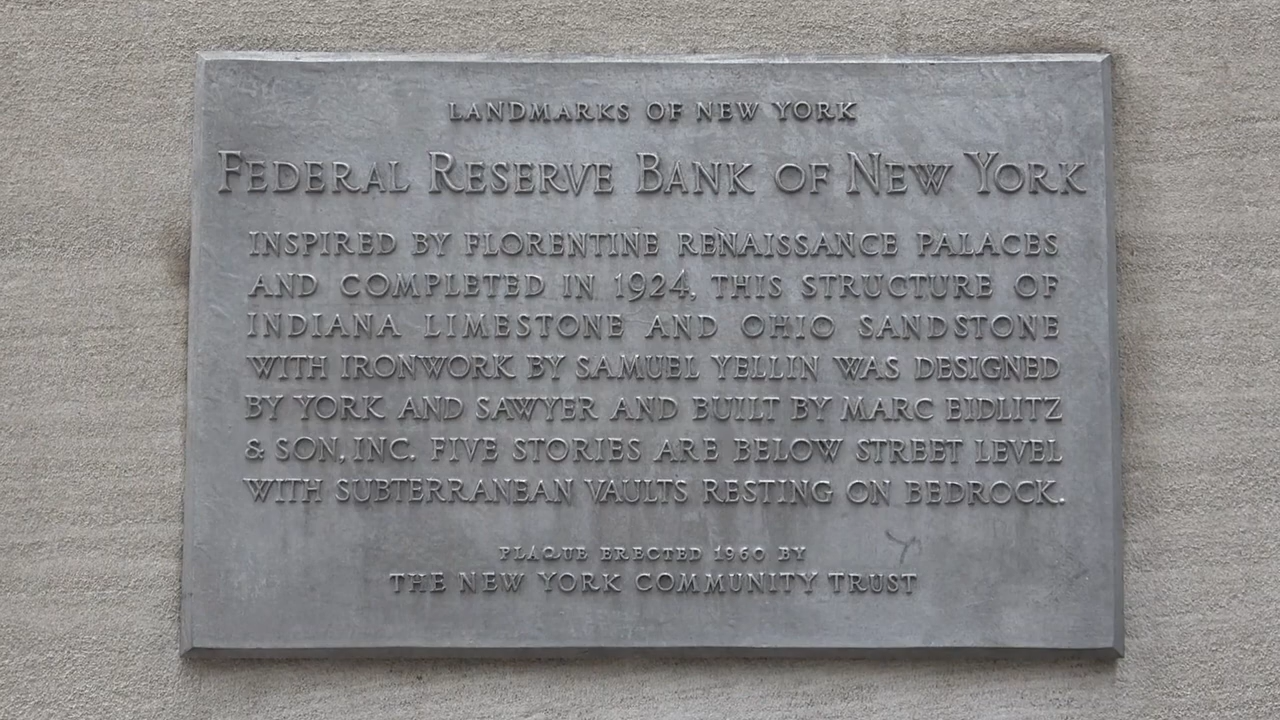 LANDMARKS OF NEW YORK
FEDERAL RESERVE BANK OF NEW YORK
INSPIRED BY FLORENTINE RENAISSANCE PALACES
AND COMPLETED IN 1924, THIS STRUCTURE OF
INDIANA LIMESTONE AND OHIO SANDSTONE
WITH IRONWORK BY SAMUEL YELLIN WAS DESIGNED
BY YORK AND SAWYER AND BUILT BY MARC EIDLITZ
& SON, INC. FIVE STORIES ARE BELOW STREET LEVEL
WITH SUBTERRANEAN VAULTS RESTING ON BEDROCK.
PLAQUE ERECTED 1960 BY
THE NEW YORK COMMUNITY TRUST